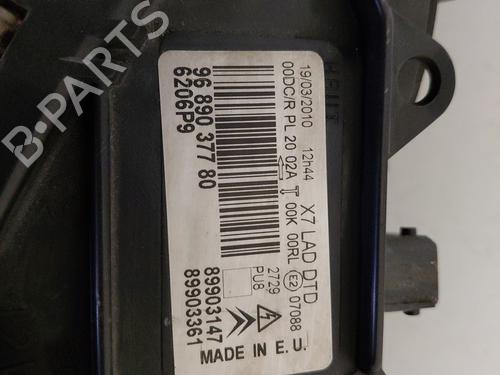 19/03/2010 12h44 X7 LAD DTD
00DC/R PL 20 02A 00K 00RL E2 07088
96 890 377 80
6206P9
2729
PU8
89903147
89903361
MADE IN E. U.
B-PARTS